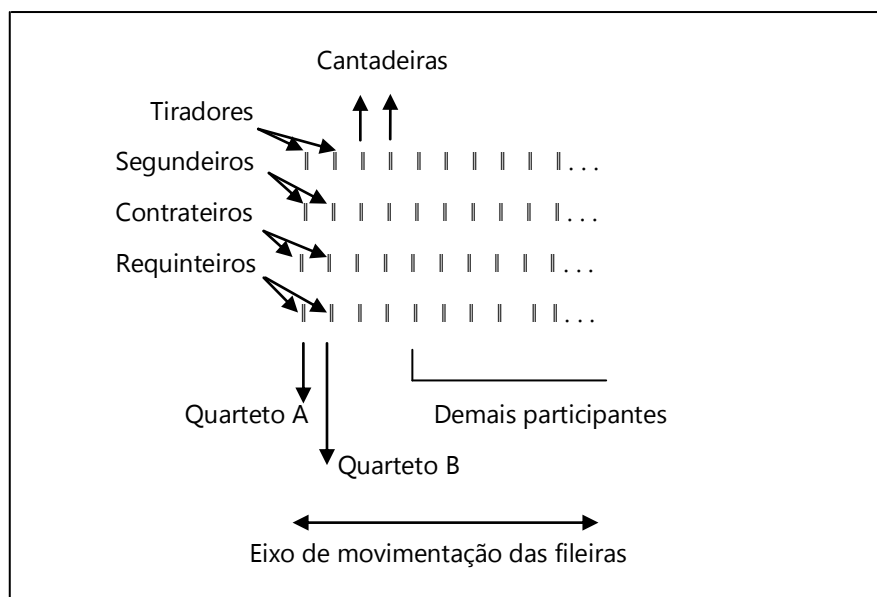 Cantadeiras
Tiradores
Segundeiros
Contrateiros
Requinteiros
Quarteto A
Demais participantes
Quarteto B
Eixo de movimentação das fileiras